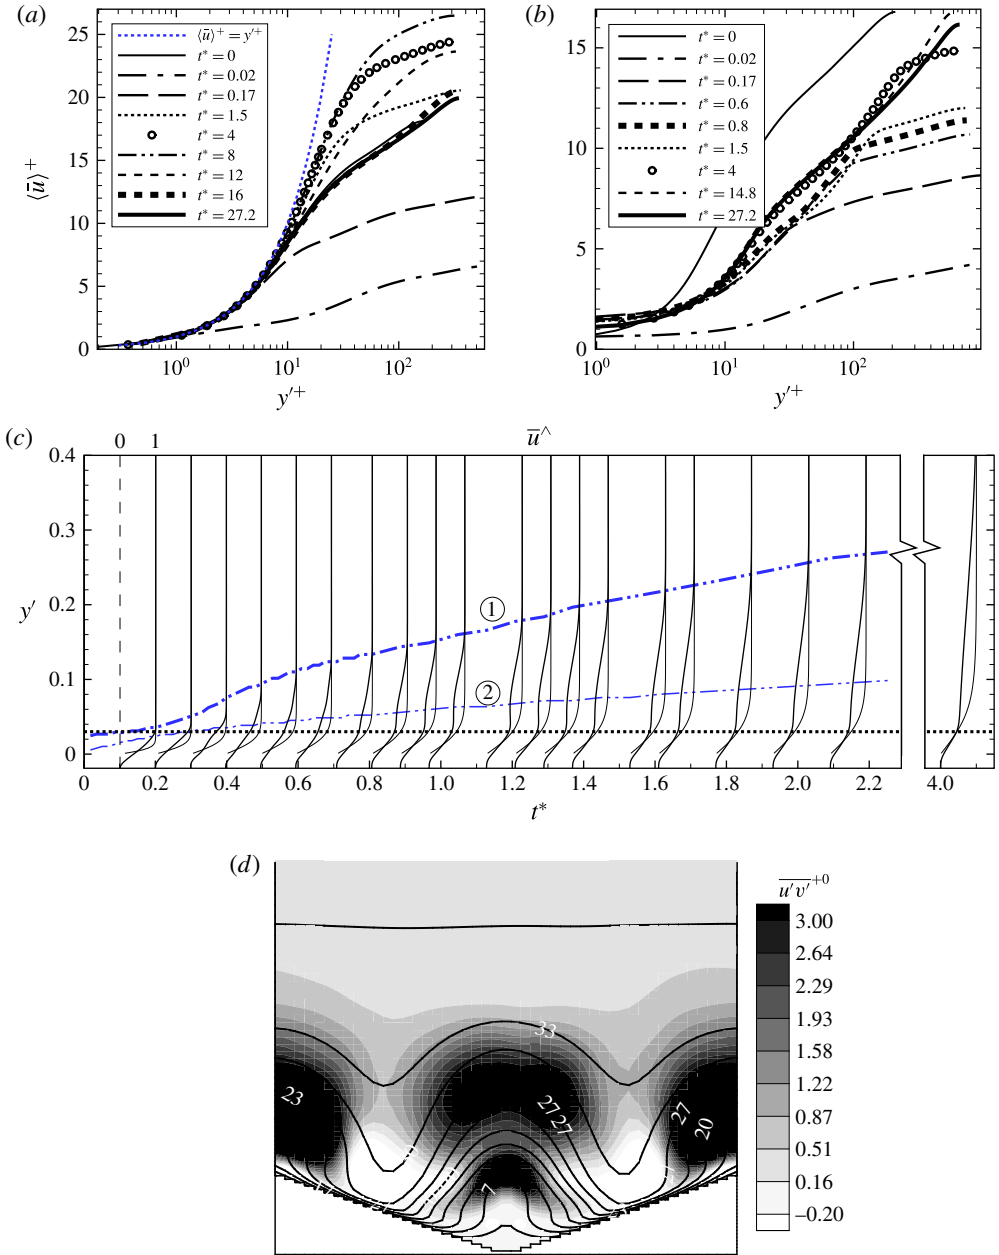 (a)
25
20
15
10
5
0
⟨ū⟩⁺
⟨ū⟩⁺ = y′⁺
t* = 0
t* = 0.02
t* = 0.17
t* = 1.5
t* = 4
t* = 8
t* = 12
t* = 16
t* = 27.2
10⁰ 10¹ 10²
y′⁺
(b)
15
10
5
0
t* = 0
t* = 0.02
t* = 0.17
t* = 0.6
t* = 0.8
t* = 1.5
t* = 4
t* = 14.8
t* = 27.2
10⁰ 10¹ 10²
y′⁺
(c)
0 1 u̅^
0.4
0.3
0.2
0.1
0
y′
1
2
0 0.2 0.4 0.6 0.8 1.0 1.2 1.4 1.6 1.8 2.0 2.2 4.0
t*
(d)
33
23
27
27
27
20
7
u′v′⁺⁰
3.00
2.64
2.29
1.93
1.58
1.22
0.87
0.51
0.16
–0.20